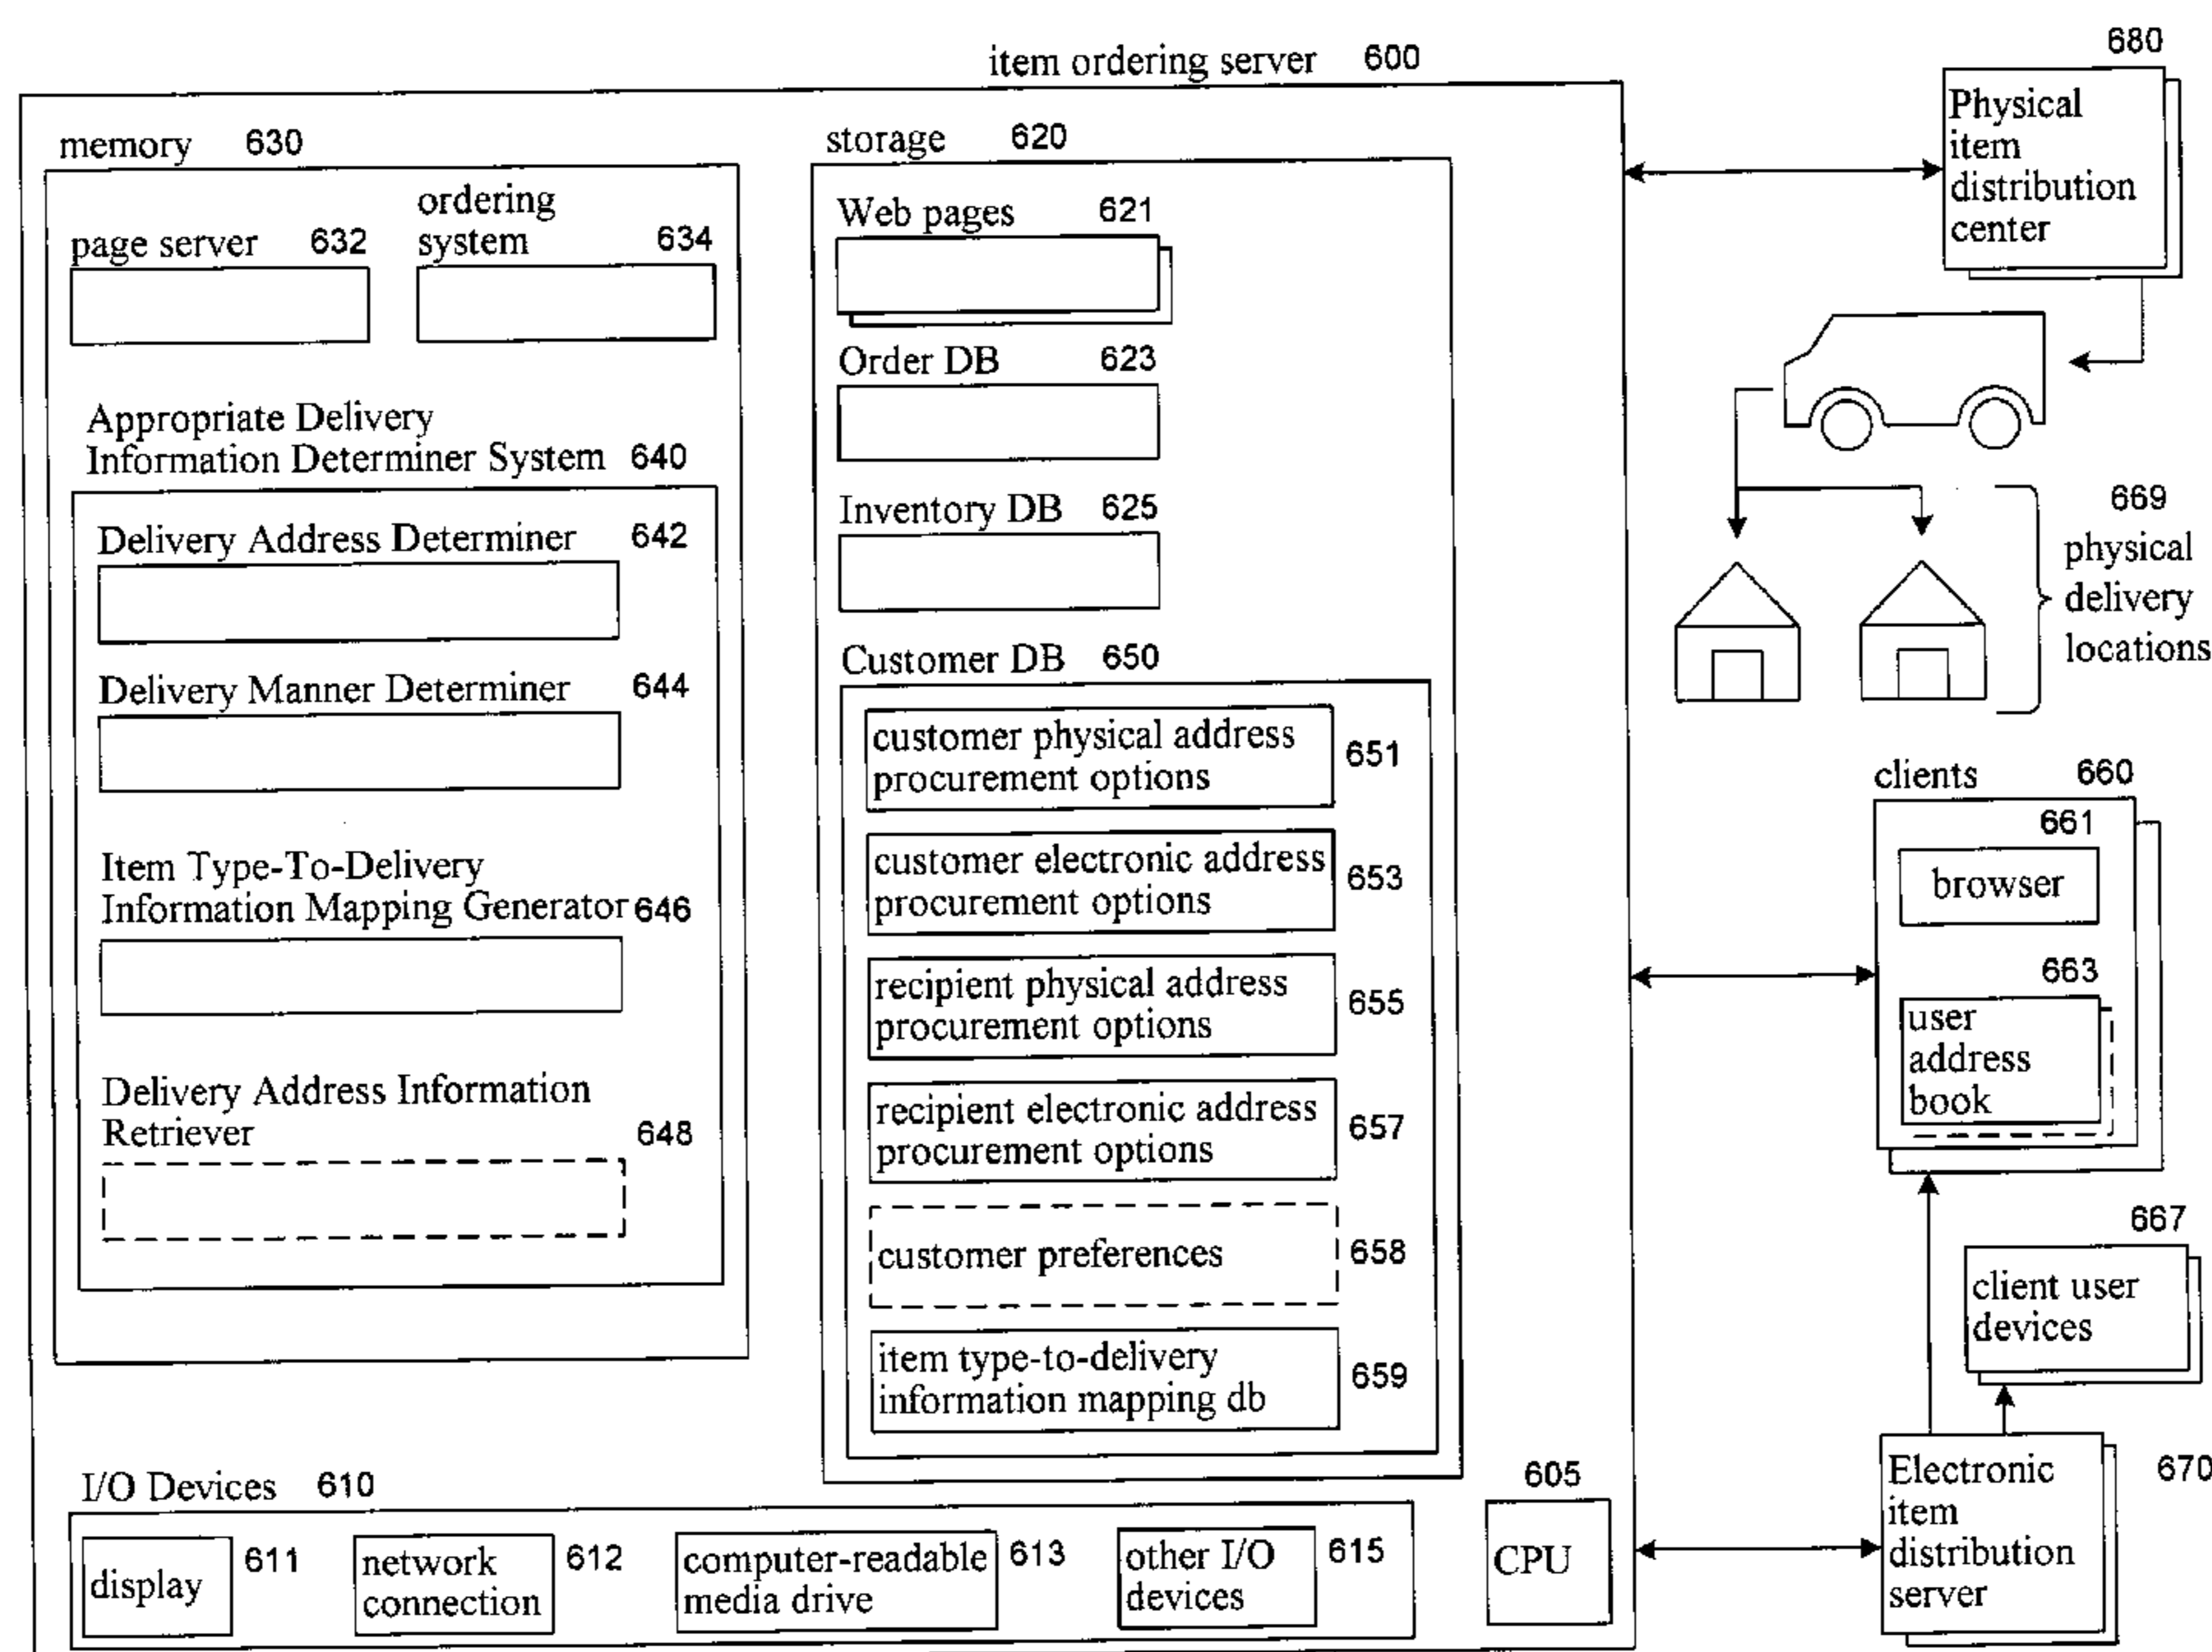 item ordering server 600
memory 630
page server 632
ordering
system 634
Appropriate Delivery
Information Determiner System 640
Delivery Address Determiner 642
Delivery Manner Determiner 644
Item Type-To-Delivery
Information Mapping Generator 646
Delivery Address Information
Retriever 648
storage 620
Web pages 621
Order DB 623
Inventory DB 625
Customer DB 650
customer physical address
procurement options
651
customer electronic address
procurement options
653
recipient physical address
procurement options
655
recipient electronic address
procurement options
657
customer preferences 658
item type-to-delivery
information mapping db
659
I/O Devices 610
display
611
network
connection
612
computer-readable
media drive
613
other I/O
devices
615
605
CPU
680
Physical
item
distribution
center
669
physical
delivery
locations
clients 660
661
browser
663
user
address
book
667
client user
devices
670
Electronic
item
distribution
server